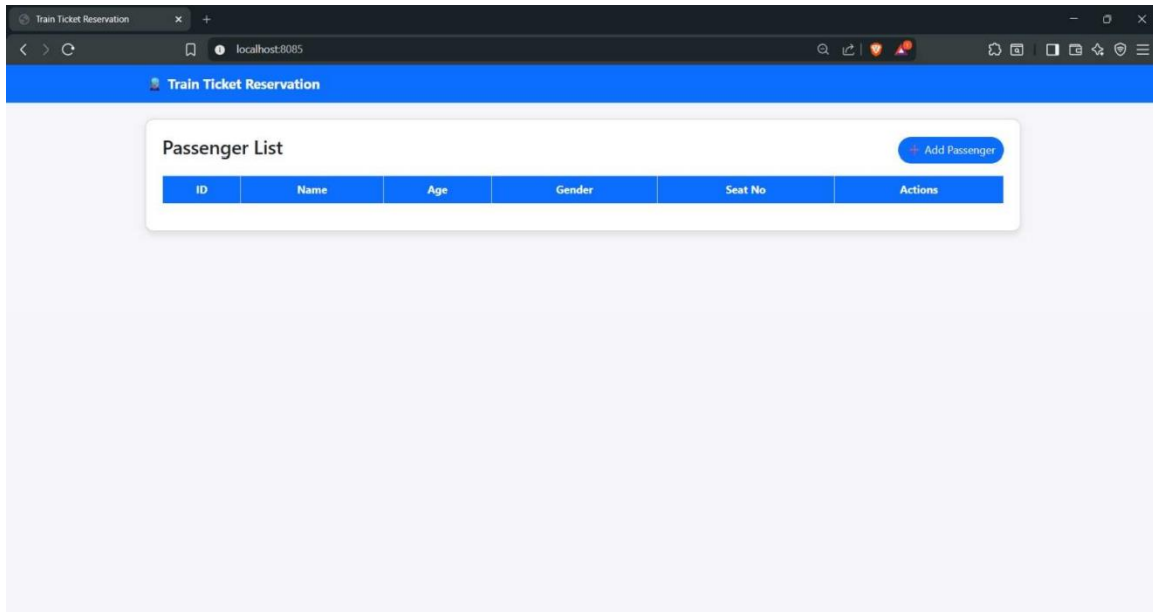 Train Ticket Reservation
localhost:8085
Train Ticket Reservation
Passenger List
+ Add Passenger
ID Name Age Gender Seat No Actions